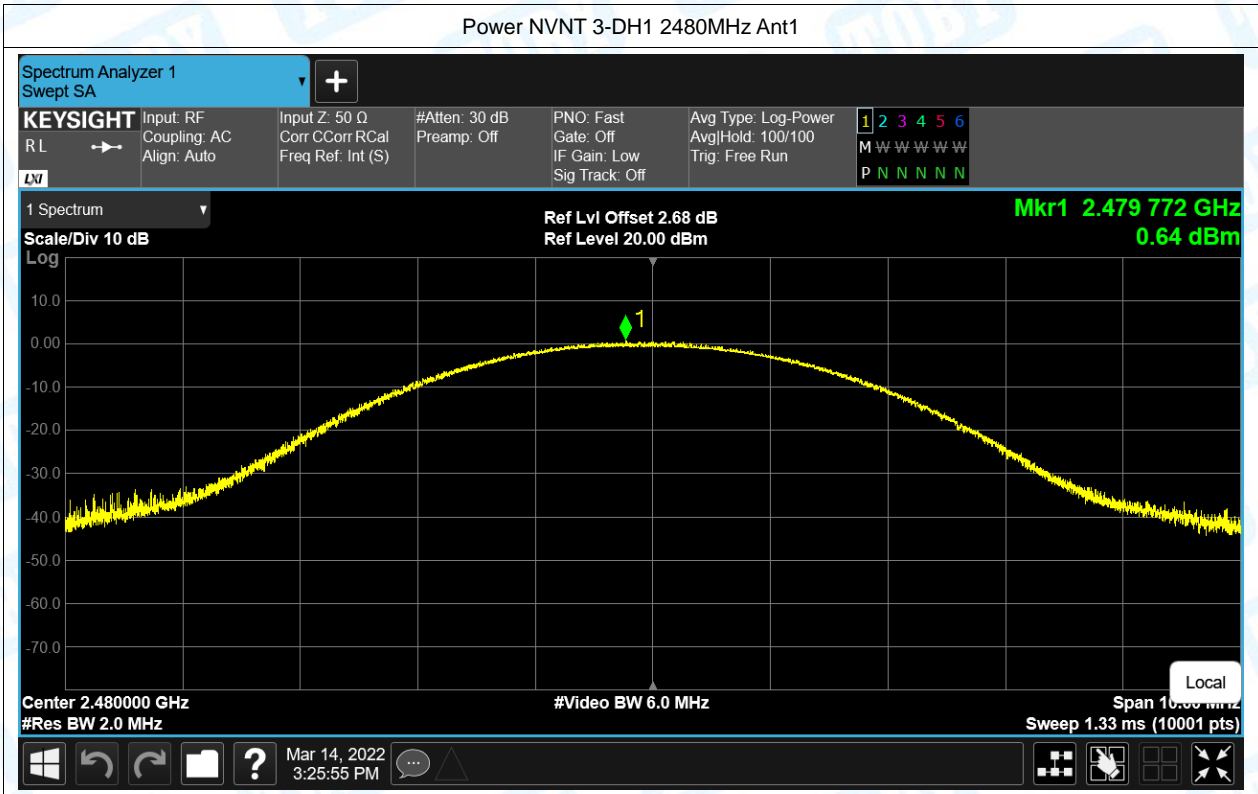 Power NVNT 3-DH1 2480MHz Ant1
Spectrum Analyzer 1
Swept SA
KEYSIGHT
RL
LXI
Input: RF
Coupling: AC
Align: Auto
Input Z: 50 Ω
Corr CCorr RCal
Freq Ref: Int (S)
#Atten: 30 dB
Preamp: Off
PNO: Fast
Gate: Off
IF Gain: Low
Sig Track: Off
Avg Type: Log-Power
Avg|Hold: 100/100
Trig: Free Run
1 2 3 4 5 6
M W W W W W
P N N N N N
1 Spectrum
Scale/Div 10 dB
Ref Lvl Offset 2.68 dB
Ref Level 20.00 dBm
Mkr1 2.479 772 GHz
0.64 dBm
Log
10.0
0.00
-10.0
-20.0
-30.0
-40.0
-50.0
-60.0
-70.0
1
Center 2.480000 GHz
#Res BW 2.0 MHz
#Video BW 6.0 MHz
Local
Span 10.00 MHz
Sweep 1.33 ms (10001 pts)
?
Mar 14, 2022
3:25:55 PM